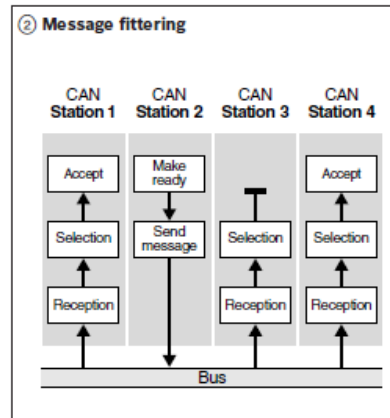 ② Message fittering
CAN
Station 1
CAN
Station 2
CAN
Station 3
CAN
Station 4
Accept
Make
ready
Accept
Selection
Send
message
Selection
Selection
Reception
Reception
Reception
Bus